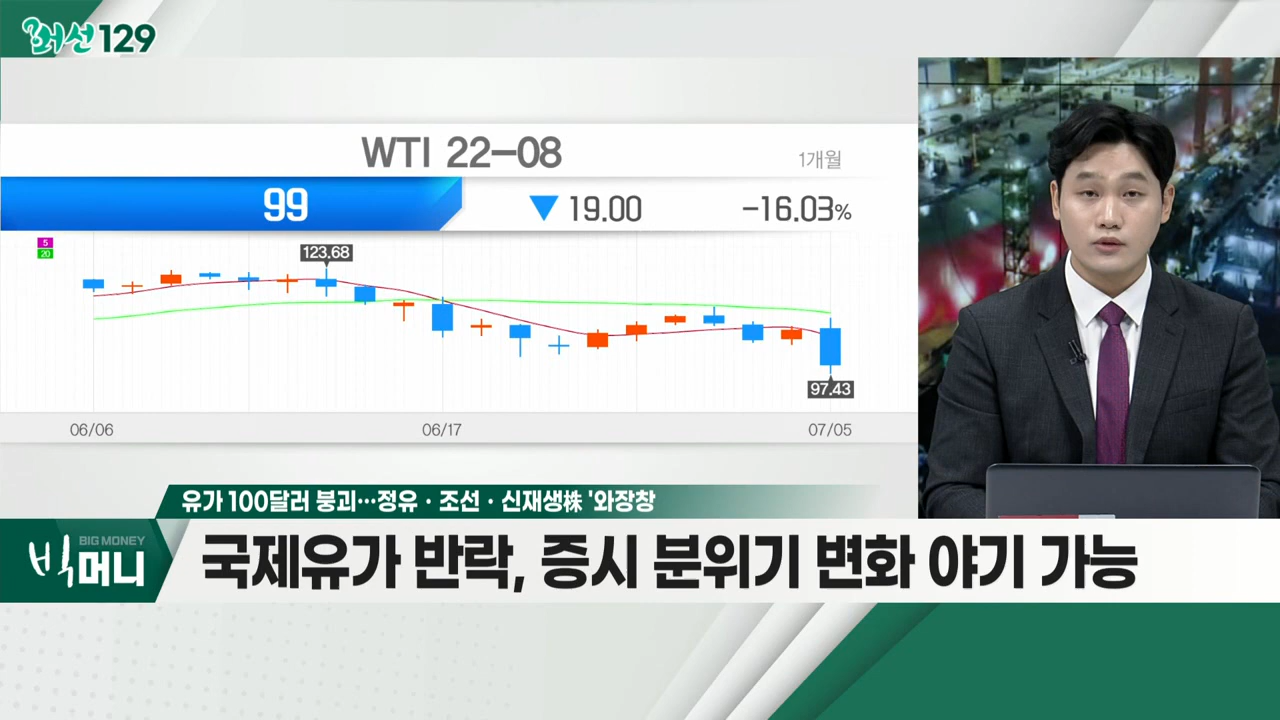 머선129
WTI 22-08
1개월
99
▼ 19.00
-16.03%
5
20
123.68
97.43
06/06
06/17
07/05
유가 100달러 붕괴…정유·조선·신재생株 '와장창
BIG MONEY
빅머니
국제유가 반락, 증시 분위기 변화 야기 가능